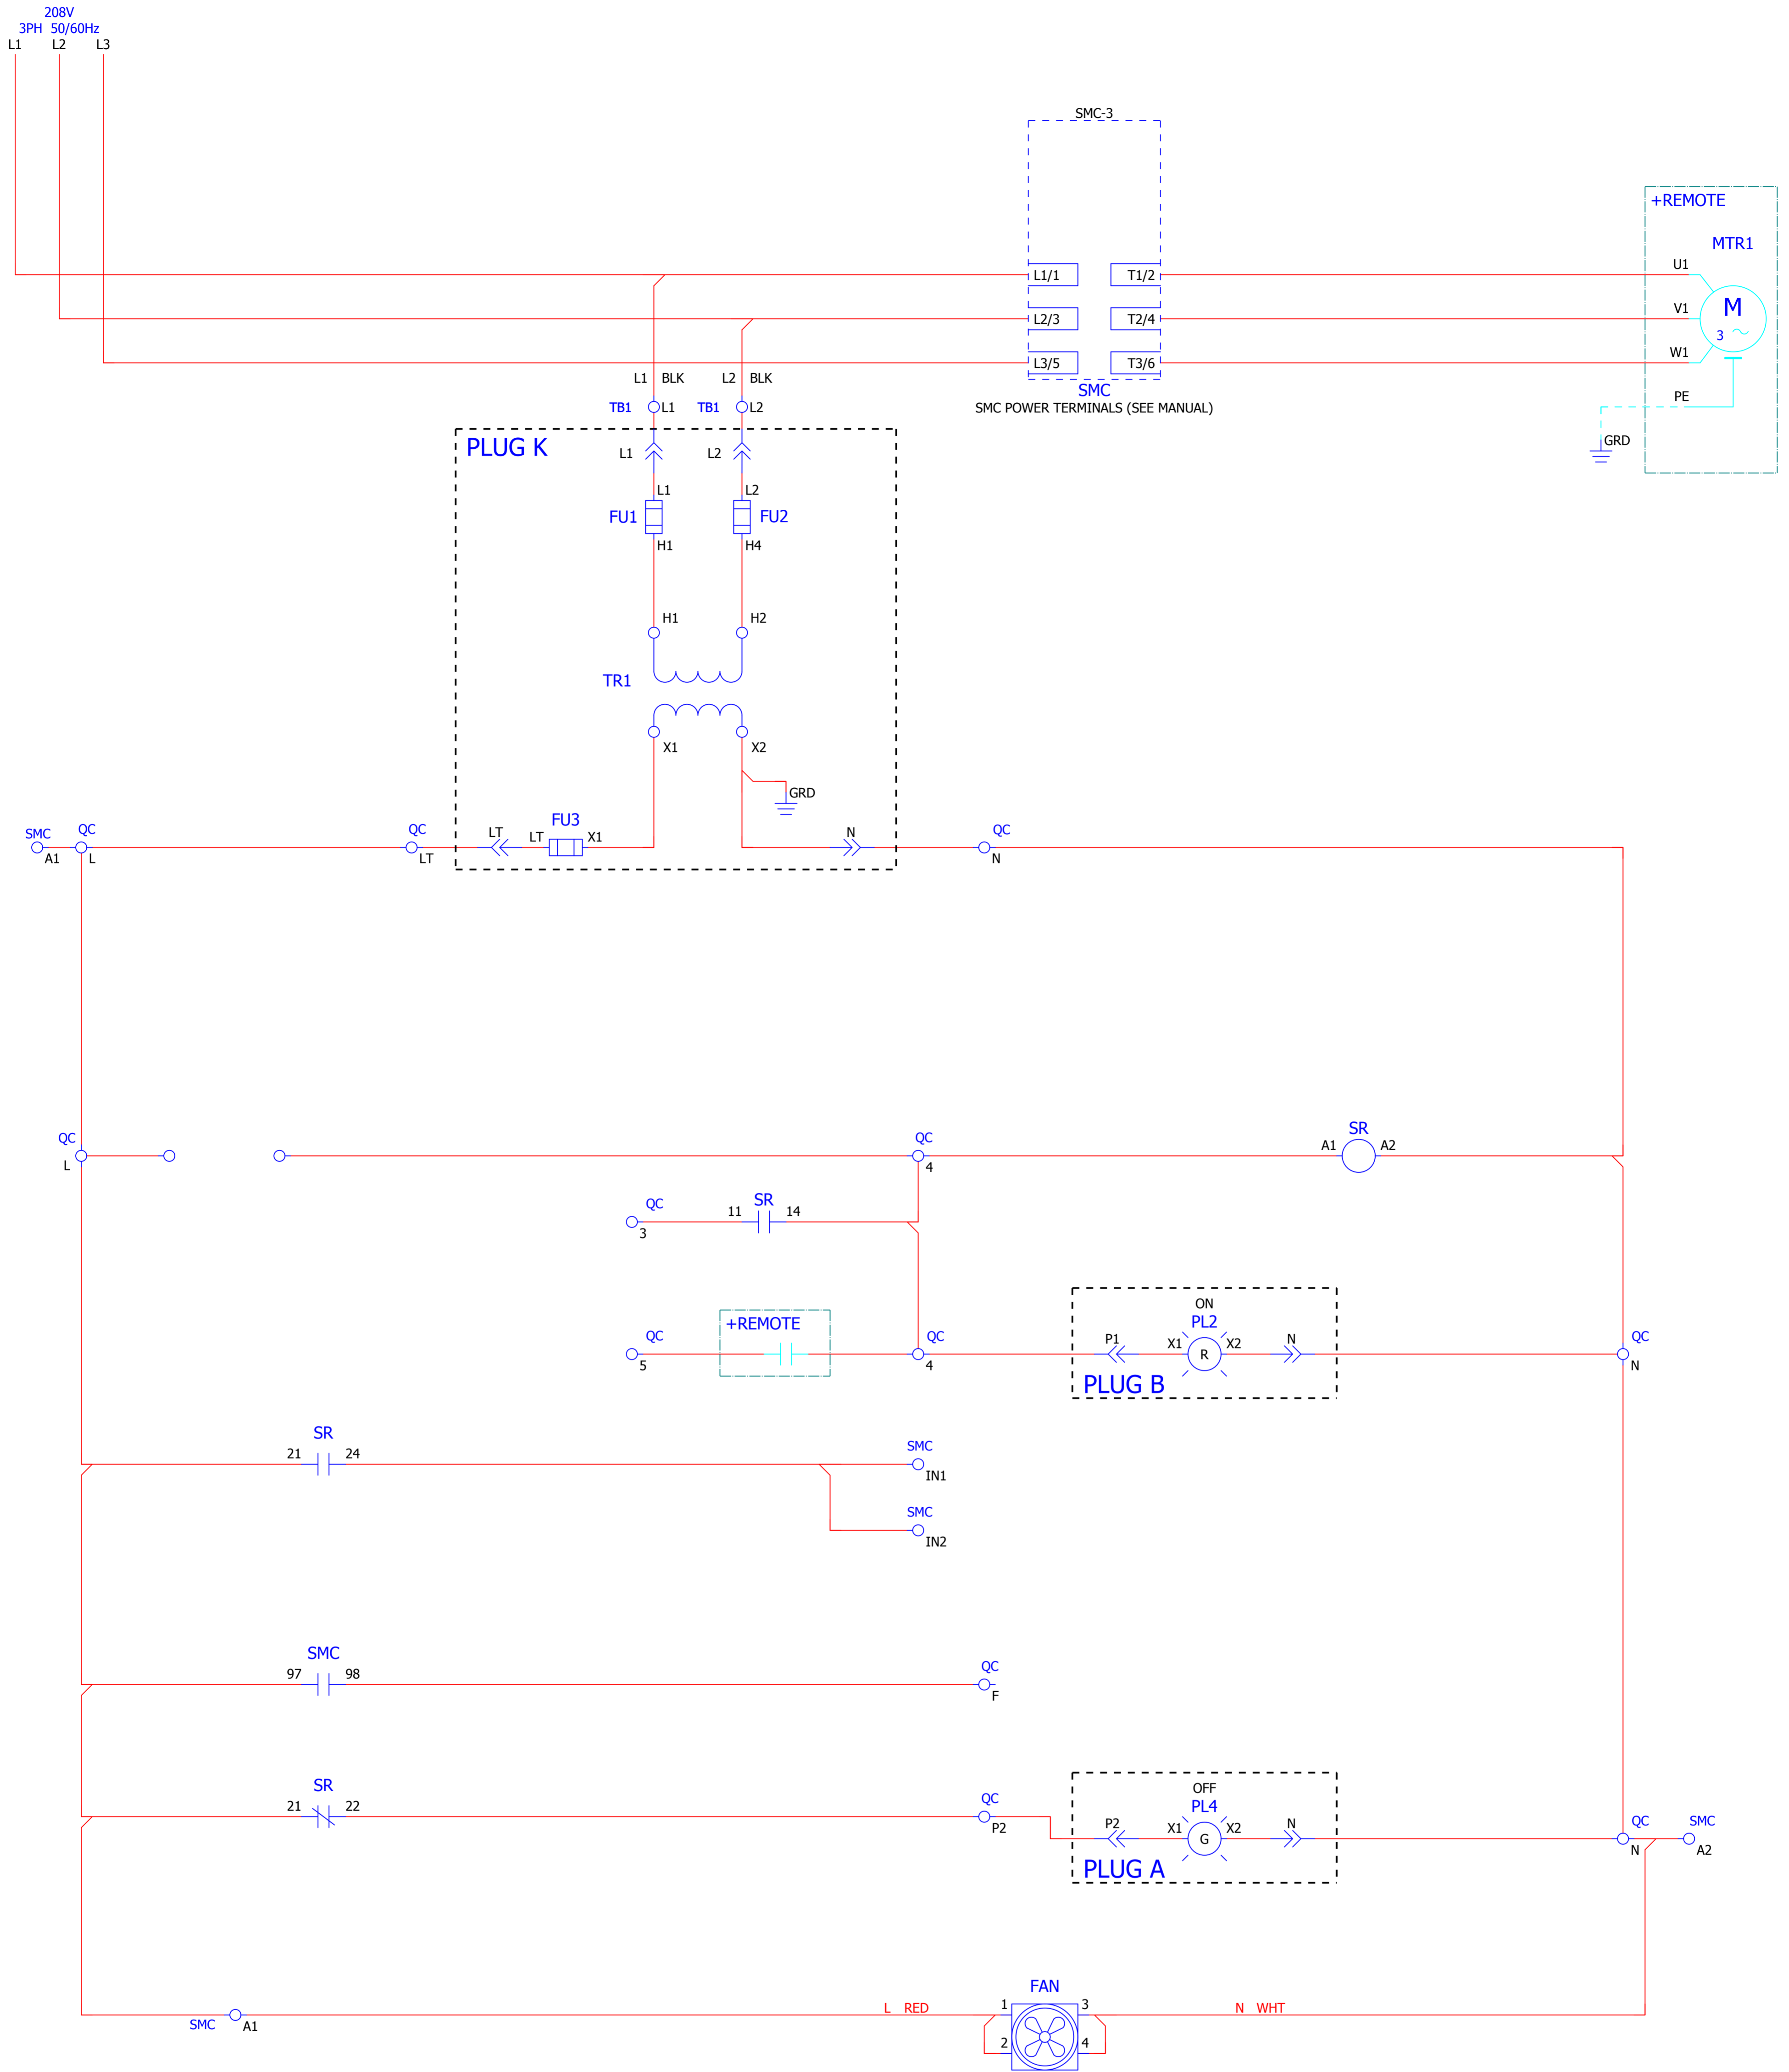 208V
3PH 50/60Hz
L1 L2 L3
SMC-3
+REMOTE
MTR1
U1
L1/1 T1/2
M
3
V1
L2/3 T2/4
W1
L3/5 T3/6
L1 BLK L2 BLK
SMC
PE
TB1 L1 TB1 L2
SMC POWER TERMINALS (SEE MANUAL)
GRD
PLUG K
L1 L2
L1 L2
FU1 FU2
H1 H4
H1 H2
TR1
X1 X2
GRD
FU3
SMC QC QC LT LT X1 N QC
A1 L LT N
QC QC SR
A1 A2
L 4
QC SR
11 14
3
ON
+REMOTE PL2
QC QC P1 X1 R X2 N QC
5 4 N
PLUG B
SR
21 24 SMC
IN1
SMC
IN2
SMC
97 98 QC
F
SR OFF
21 22 QC PL4
P2 P2 X1 G X2 N QC SMC
N A2
PLUG A
FAN
L RED 1 3 N WHT
SMC A1
2 4